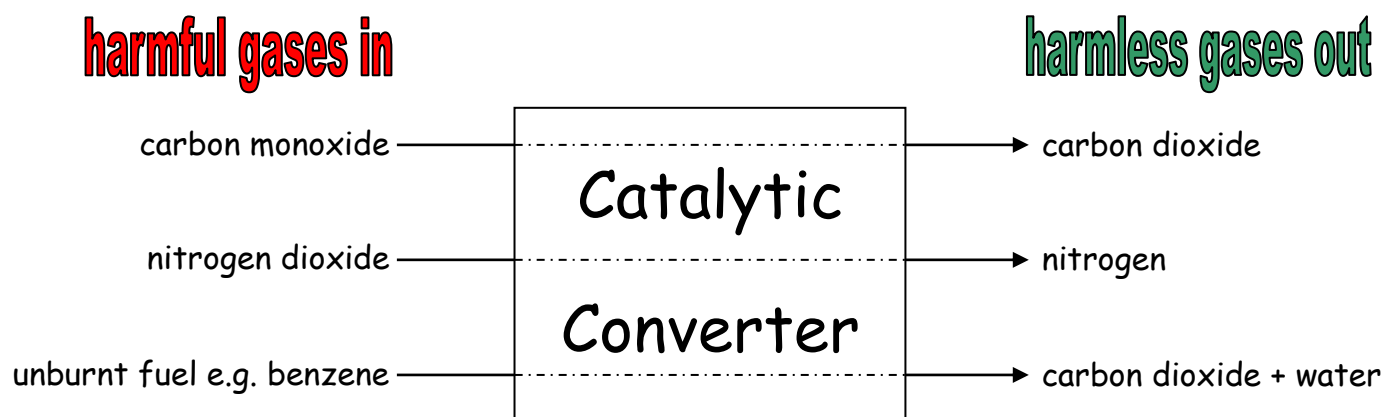 harmful gases in
harmless gases out
carbon monoxide
carbon dioxide
Catalytic
nitrogen dioxide
nitrogen
Converter
unburnt fuel e.g. benzene
carbon dioxide + water